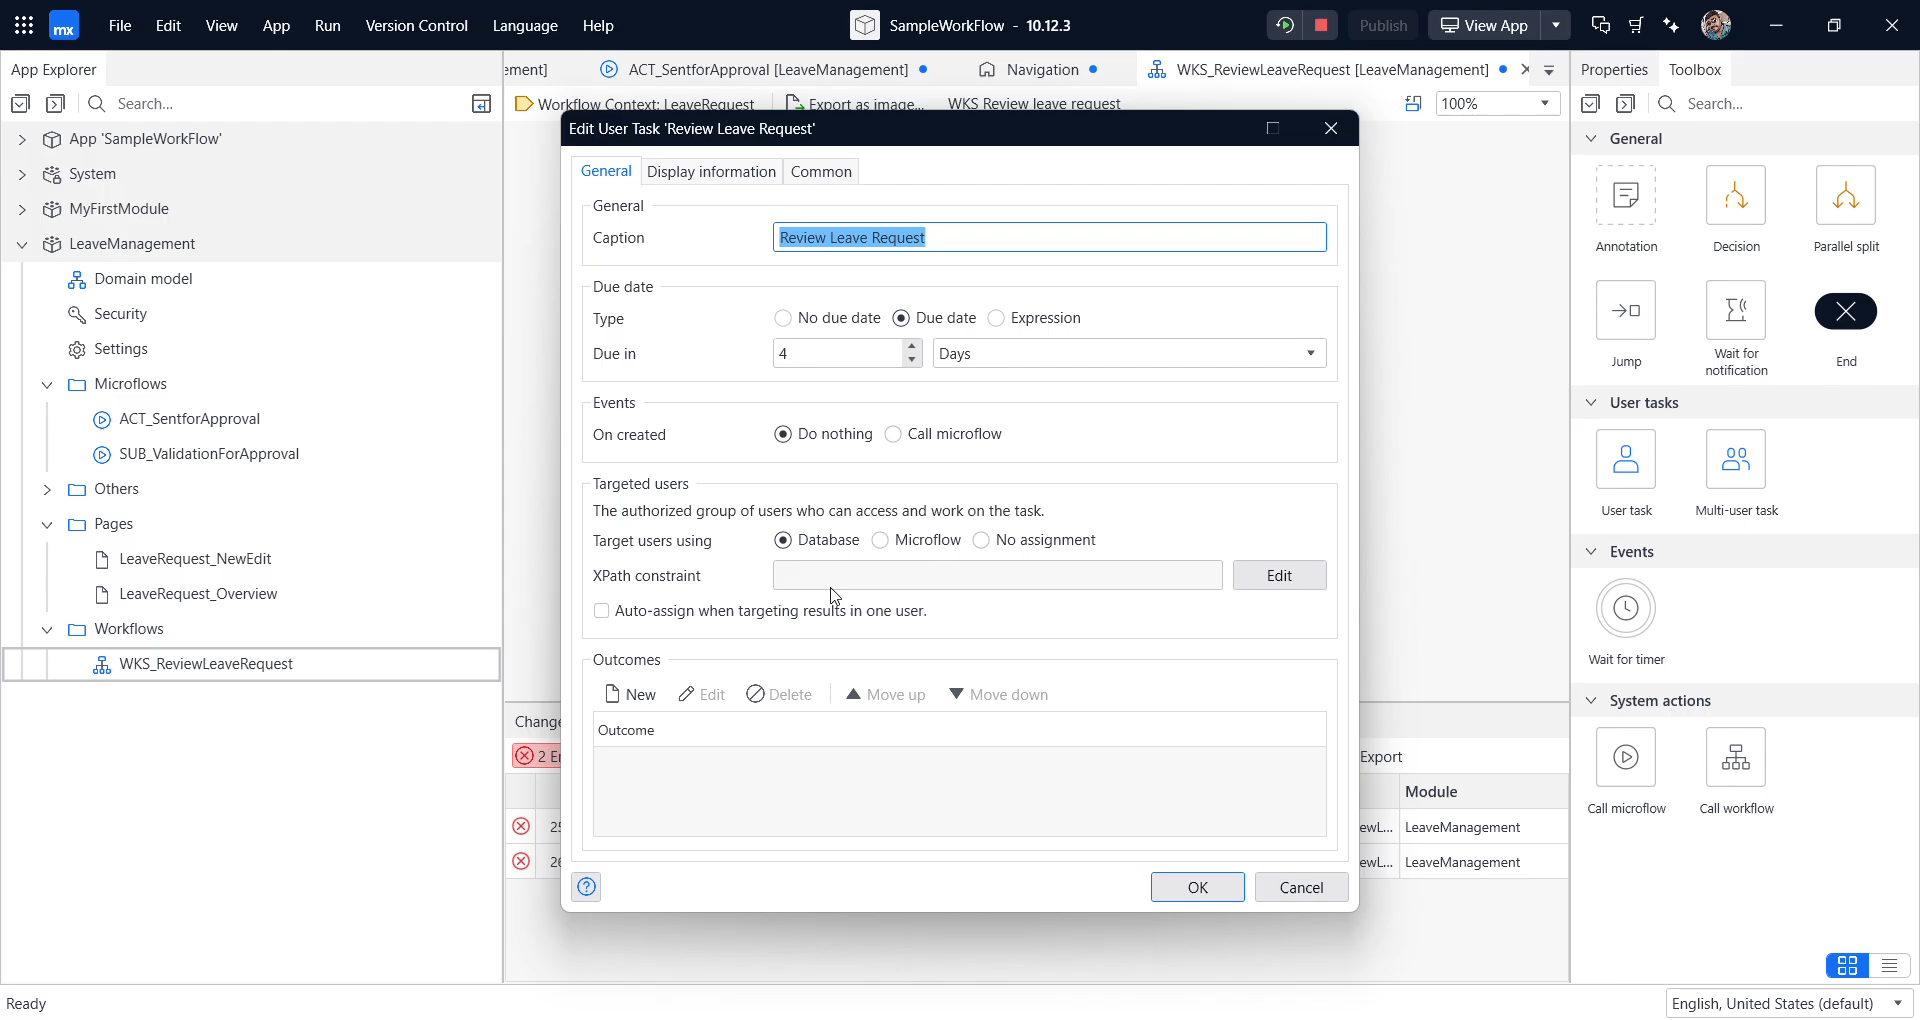 mx File Edit View App Run Version Control Language Help SampleWorkFlow - 10.12.3 Publish View App
App Explorer
Search...
App 'SampleWorkFlow'
System
MyFirstModule
LeaveManagement
Domain model
Security
Settings
Microflows
ACT_SentforApproval
SUB_ValidationForApproval
Others
Pages
LeaveRequest_NewEdit
LeaveRequest_Overview
Workflows
WKS_ReviewLeaveRequest
ement] ACT_SentforApproval [LeaveManagement] Navigation WKS_ReviewLeaveRequest [LeaveManagement]
Workflow Context: LeaveRequest Export as image... WKS Review leave request 100%
Edit User Task 'Review Leave Request'
General Display information Common
General
Caption Review Leave Request
Due date
Type No due date Due date Expression
Due in 4 Days
Events
On created Do nothing Call microflow
Targeted users
The authorized group of users who can access and work on the task.
Target users using Database Microflow No assignment
XPath constraint Edit
Auto-assign when targeting results in one user.
Outcomes
New Edit Delete Move up Move down
Outcome
? OK Cancel
Change
2 E Export
Module
ewL... LeaveManagement
ewL... LeaveManagement
Properties Toolbox
Search...
General
Annotation Decision Parallel split
Jump Wait for notification End
User tasks
User task Multi-user task
Events
Wait for timer
System actions
Call microflow Call workflow
Ready English, United States (default)